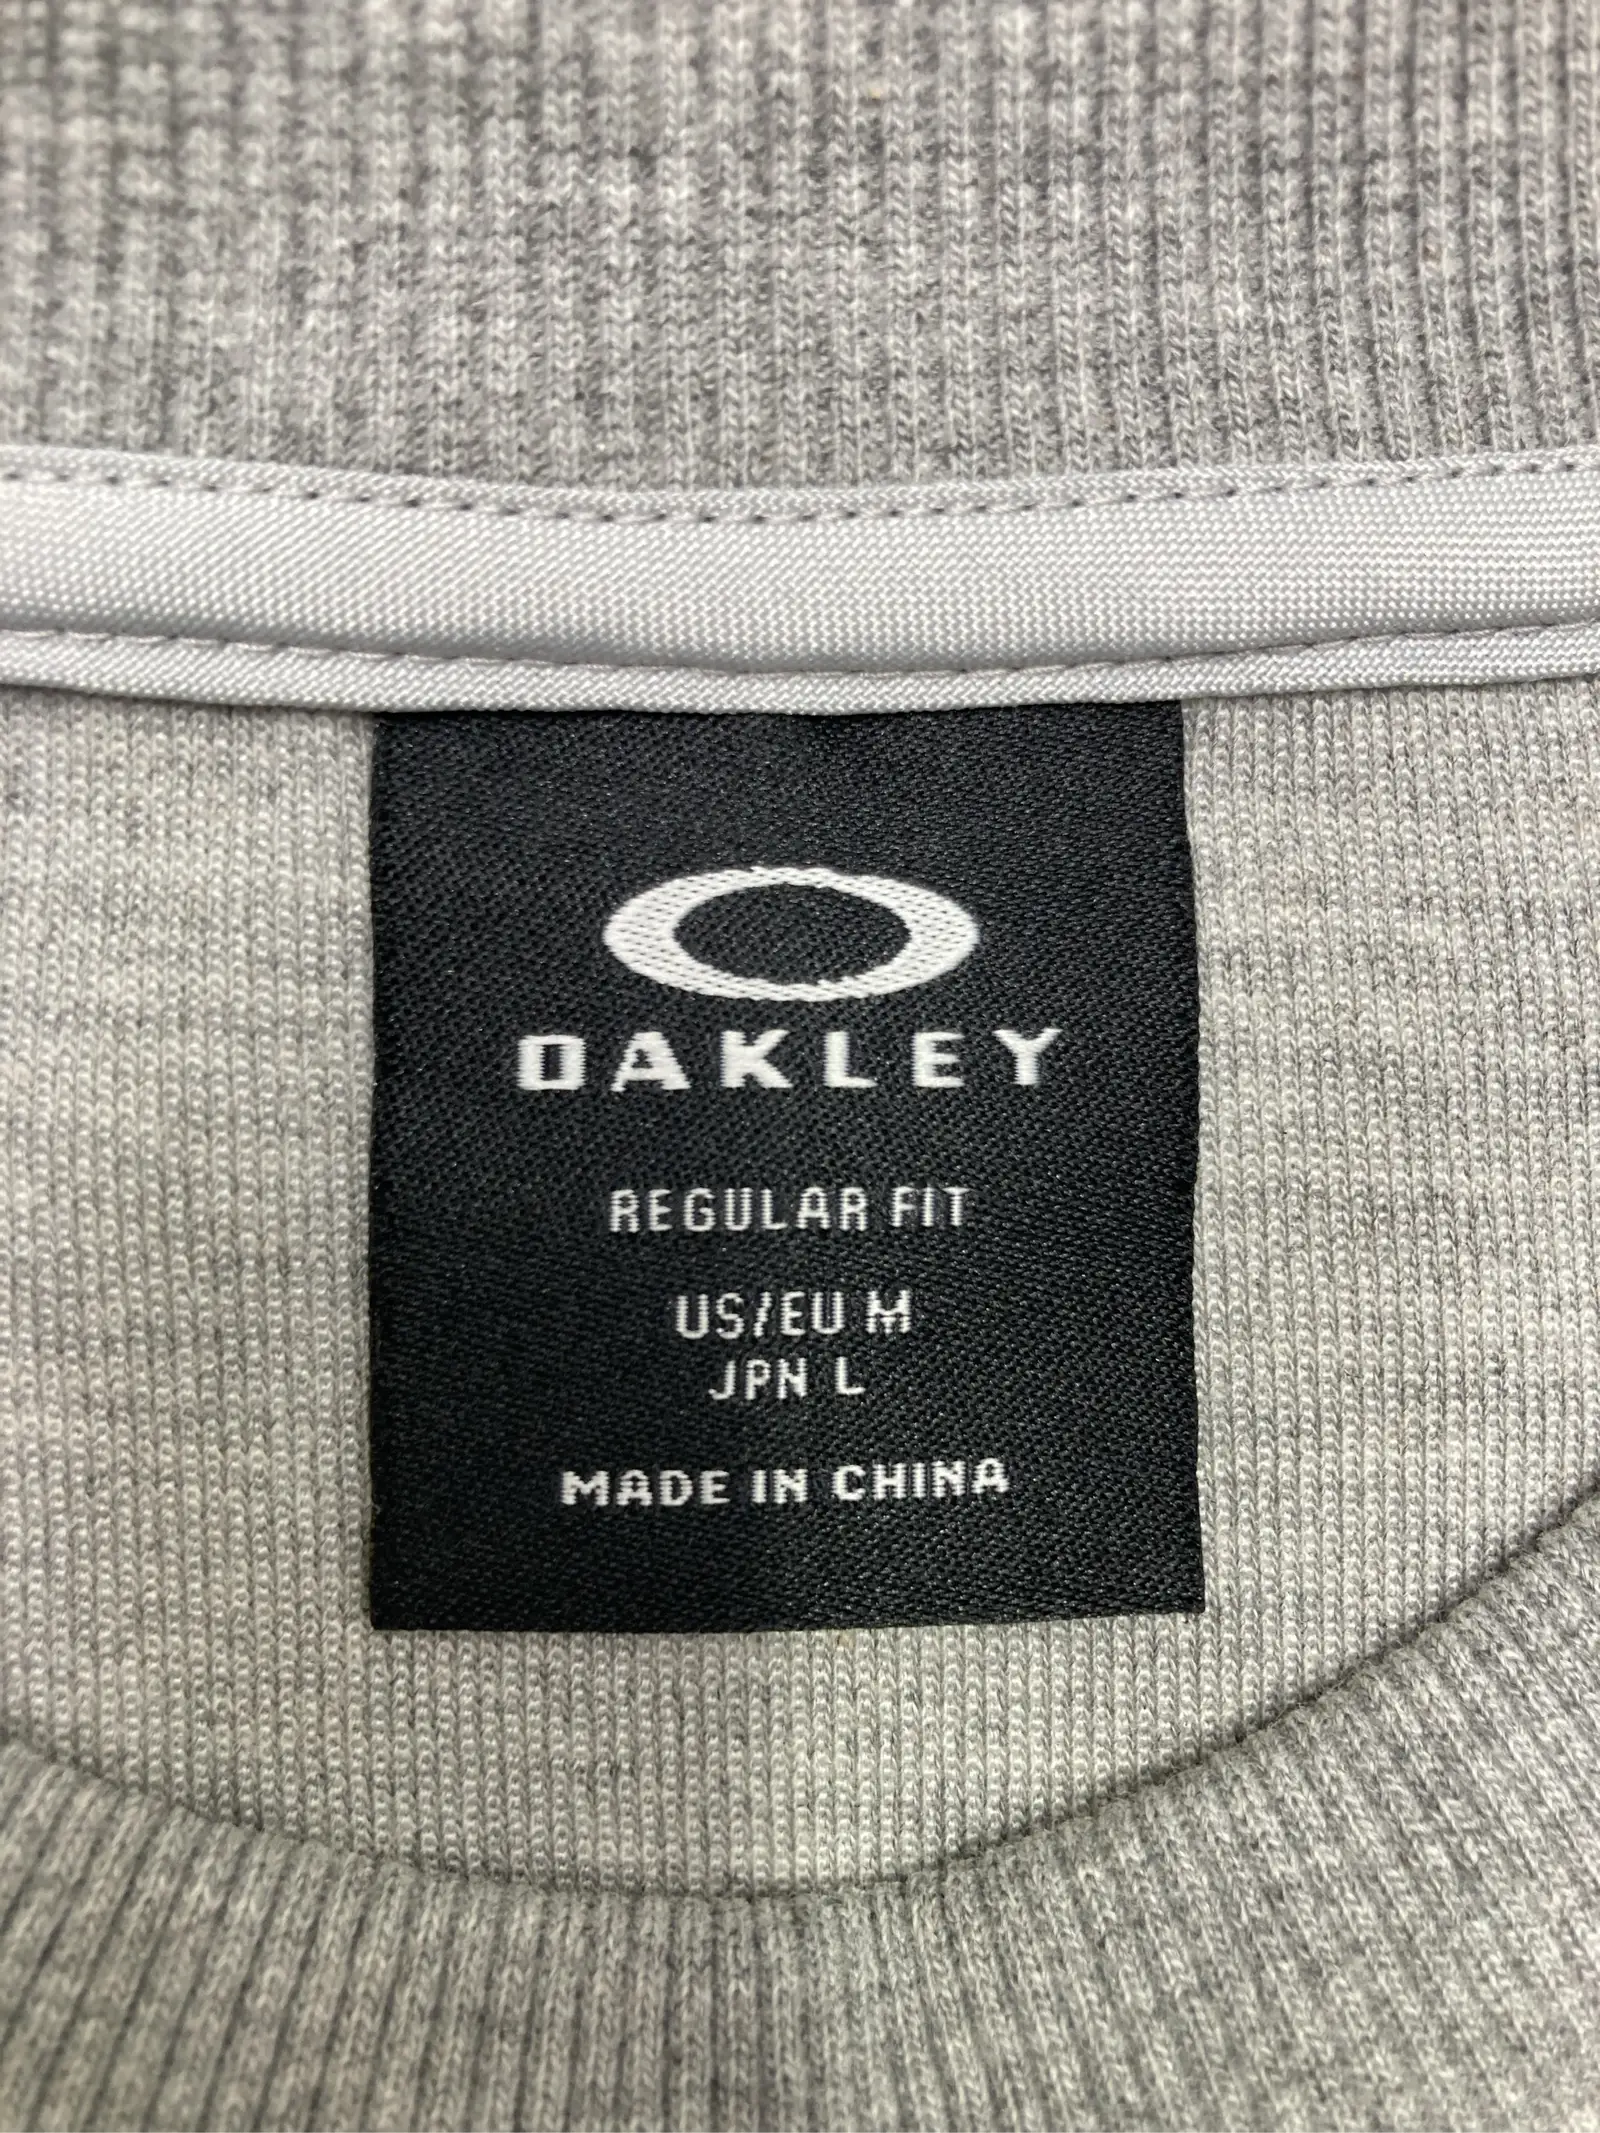 OAKLEY
REGULAR FIT
US/EU M
JPN L
MADE IN CHINA